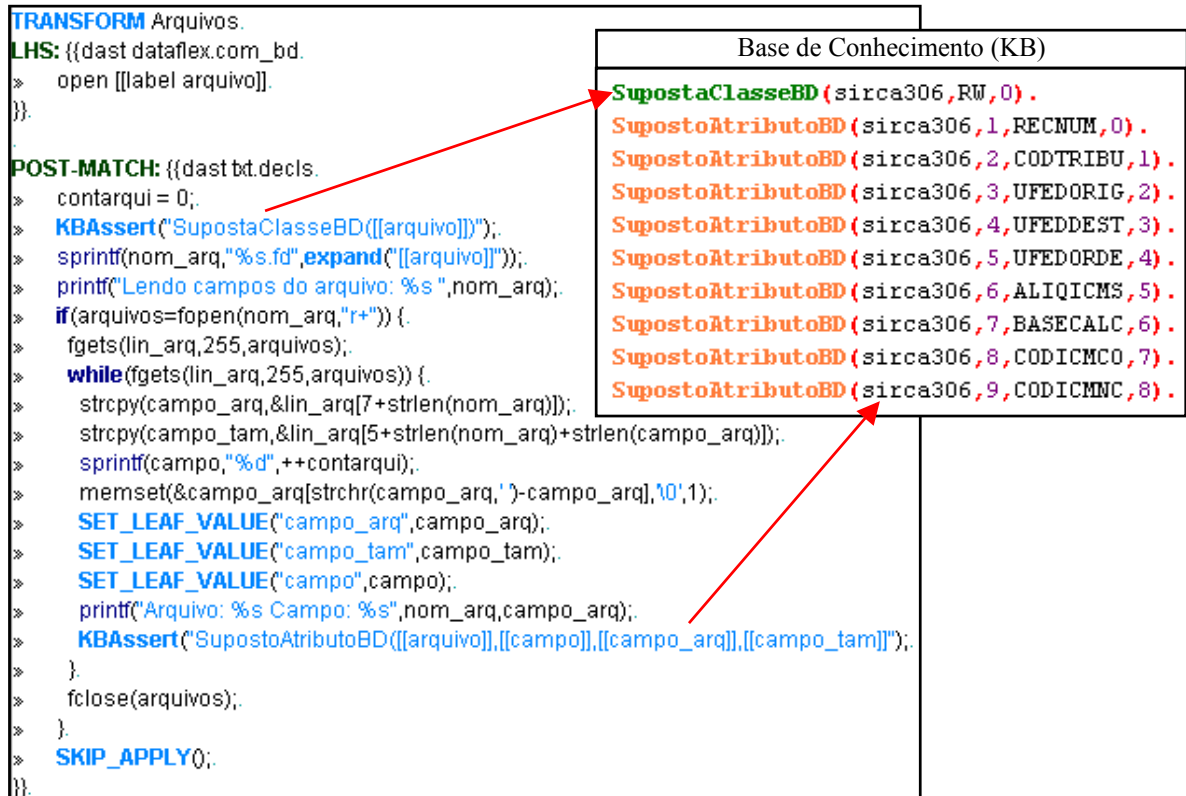 TRANSFORM Arquivos.
LHS: {{dast dataflex.com_bd.
» open [[label arquivo]].
}}.
.
POST-MATCH: {{dast txt.decls.
» contarqui = 0;.
» KBAssert("SupostaClasseBD([[arquivo]])");.
» sprintf(nom_arq,"%s.fd",expand("[[arquivo]]"));.
» printf("Lendo campos do arquivo: %s ",nom_arq);.
» if(arquivos=fopen(nom_arq,"r+")) {.
» fgets(lin_arq,255,arquivos);.
» while(fgets(lin_arq,255,arquivos)) {.
» strcpy(campo_arq,&lin_arq[7+strlen(nom_arq)]);.
» strcpy(campo_tam,&lin_arq[5+strlen(nom_arq)+strlen(campo_arq)]);.
» sprintf(campo,"%d",++contarqui);.
» memset(&campo_arq[strchr(campo_arq,' ')-campo_arq],'\0',1);.
» SET_LEAF_VALUE("campo_arq",campo_arq);.
» SET_LEAF_VALUE("campo_tam",campo_tam);.
» SET_LEAF_VALUE("campo",campo);.
» printf("Arquivo: %s Campo: %s",nom_arq,campo_arq);.
» KBAssert("SupostoAtributoBD([[arquivo]],[[campo]],[[campo_arq]],[[campo_tam]]");.
» }.
» fclose(arquivos);.
» }.
» SKIP_APPLY();.
}}.
Base de Conhecimento (KB)
SupostaClasseBD(sirca306,RW,0).
SupostoAtributoBD(sirca306,1,RECNUM,0).
SupostoAtributoBD(sirca306,2,CODTRIBU,1).
SupostoAtributoBD(sirca306,3,UFEDORIG,2).
SupostoAtributoBD(sirca306,4,UFEDDEST,3).
SupostoAtributoBD(sirca306,5,UFEDORDE,4).
SupostoAtributoBD(sirca306,6,ALIQICMS,5).
SupostoAtributoBD(sirca306,7,BASECALC,6).
SupostoAtributoBD(sirca306,8,CODICMCO,7).
SupostoAtributoBD(sirca306,9,CODICMNC,8).